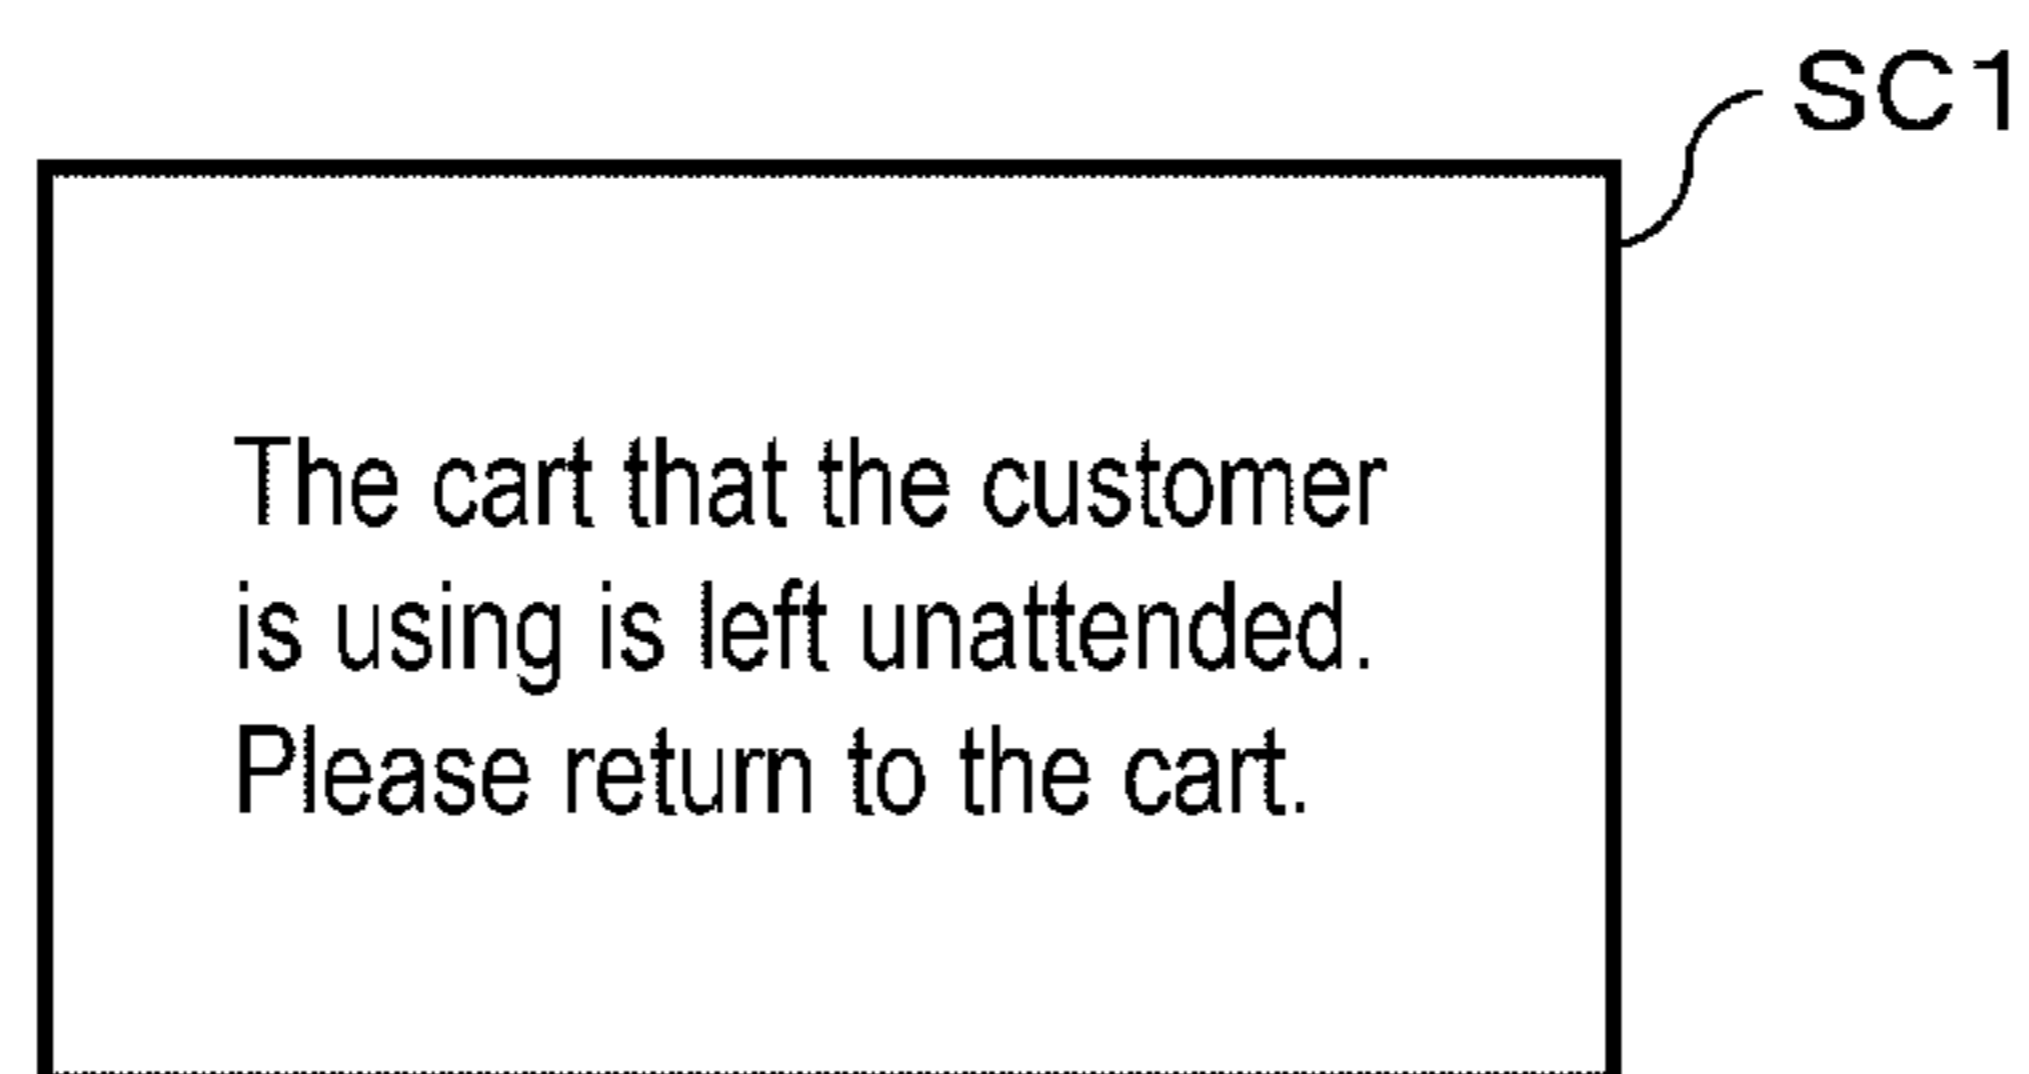 SC1
The cart that the customer
is using is left unattended.
Please return to the cart.